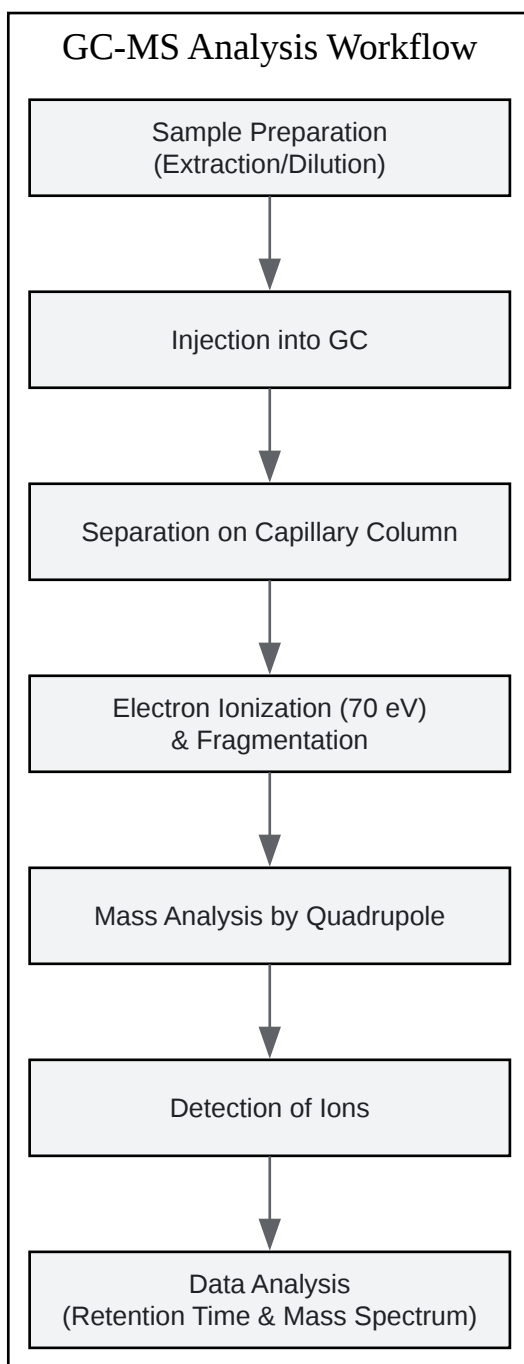 GC-MS Analysis Workflow
Sample Preparation
(Extraction/Dilution)
Injection into GC
Separation on Capillary Column
Electron Ionization (70 eV)
& Fragmentation
Mass Analysis by Quadrupole
Detection of Ions
Data Analysis
(Retention Time & Mass Spectrum)